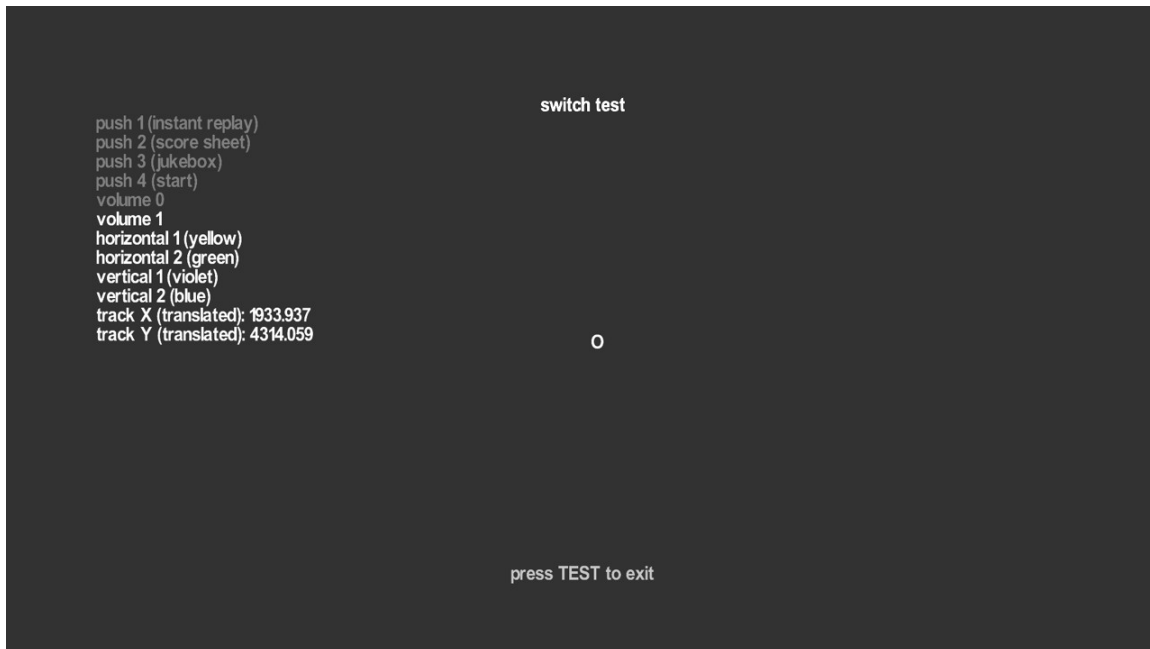 switch test
push 1 (instant replay)
push 2 (score sheet)
push 3 (jukebox)
push 4 (start)
volume 0
volume 1
horizontal 1 (yellow)
horizontal 2 (green)
vertical 1 (violet)
vertical 2 (blue)
track X (translated): 1933.937
track Y (translated): 4314.059
O
press TEST to exit